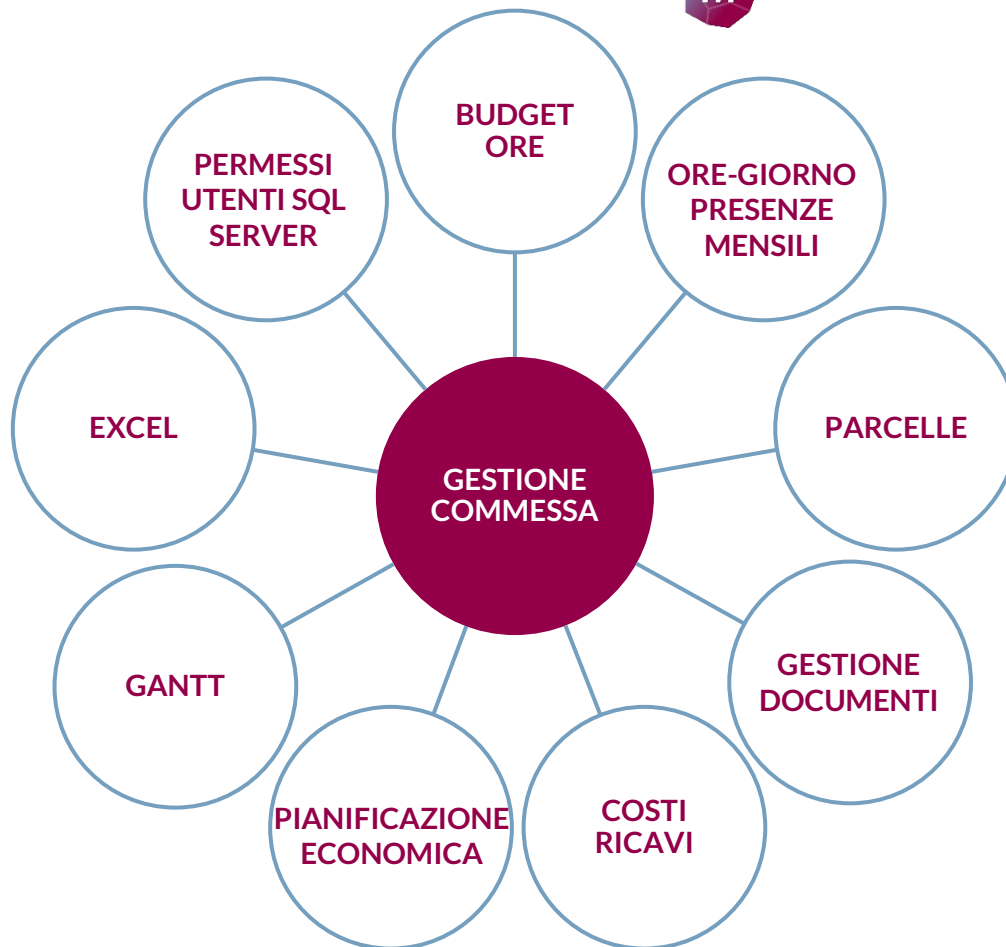 BUDGET
ORE
ORE-GIORNO
PRESENZE
MENSILI
PARCELLE
GESTIONE
DOCUMENTI
COSTI
RICAVI
PIANIFICAZIONE
ECONOMICA
GANTT
EXCEL
PERMESSI
UTENTI SQL
SERVER
GESTIONE
COMMESSA